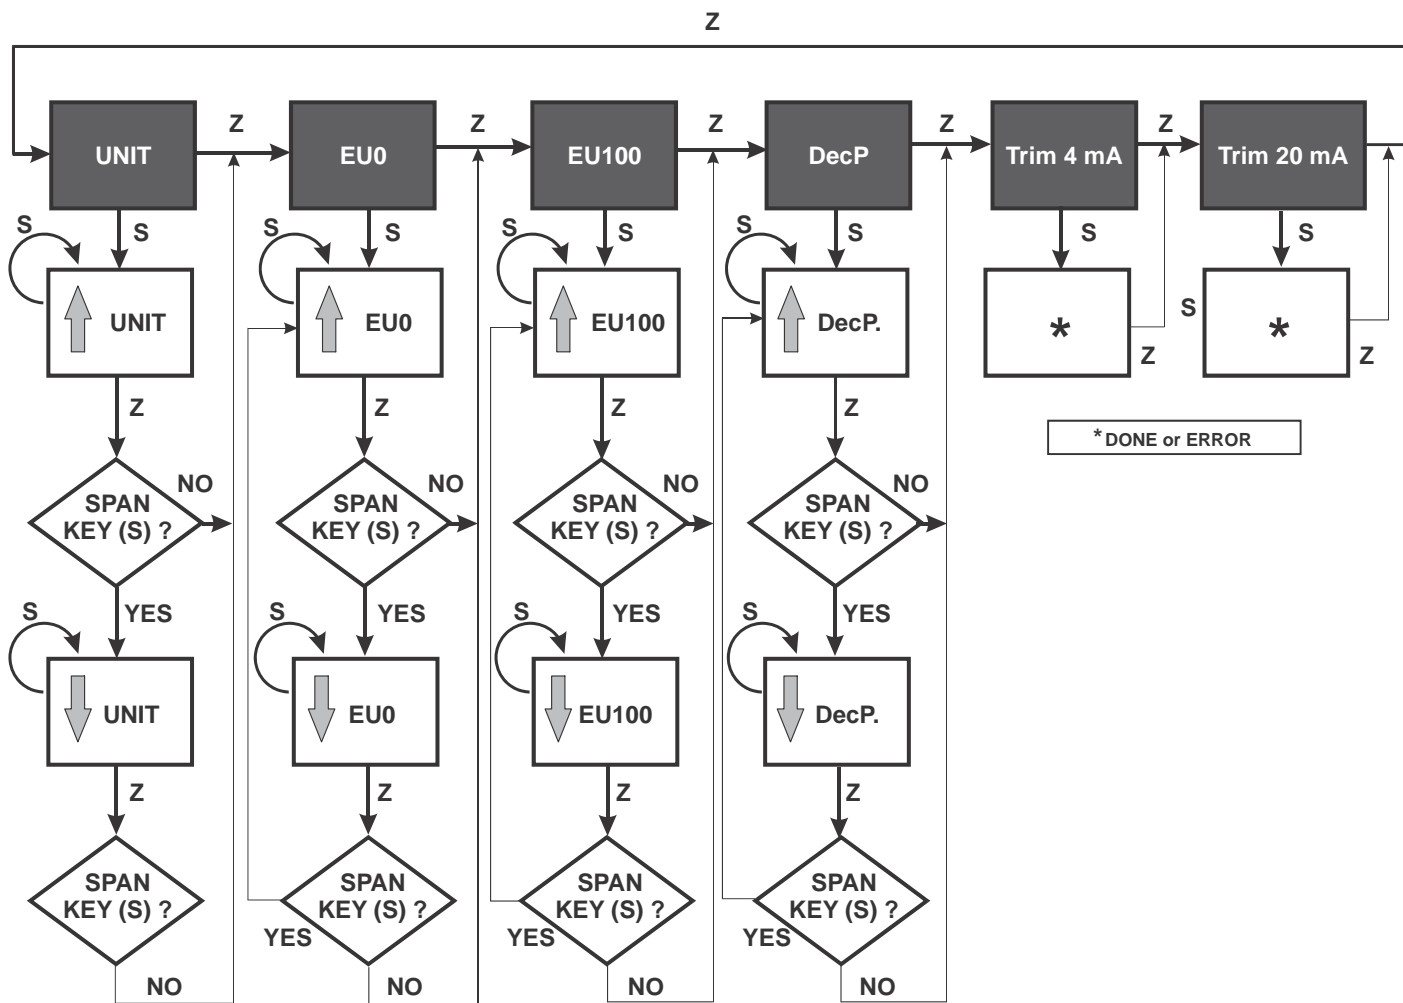 Z
UNIT
Z
EU0
Z
EU100
Z
DecP
Z
Trim 4 mA
Z
Trim 20 mA
S
S
S
S
S
S
S
S
S
S
UNIT
EU0
EU100
DecP.
*
S
*
Z
Z
Z
Z
Z
Z
* DONE or ERROR
SPAN
KEY (S) ?
NO
SPAN
KEY (S) ?
NO
SPAN
KEY (S) ?
NO
SPAN
KEY (S) ?
NO
YES
YES
YES
YES
S
S
S
S
UNIT
EU0
EU100
DecP.
Z
Z
Z
Z
SPAN
KEY (S) ?
SPAN
KEY (S) ?
SPAN
KEY (S) ?
SPAN
KEY (S) ?
YES
YES
YES
NO
NO
NO
NO